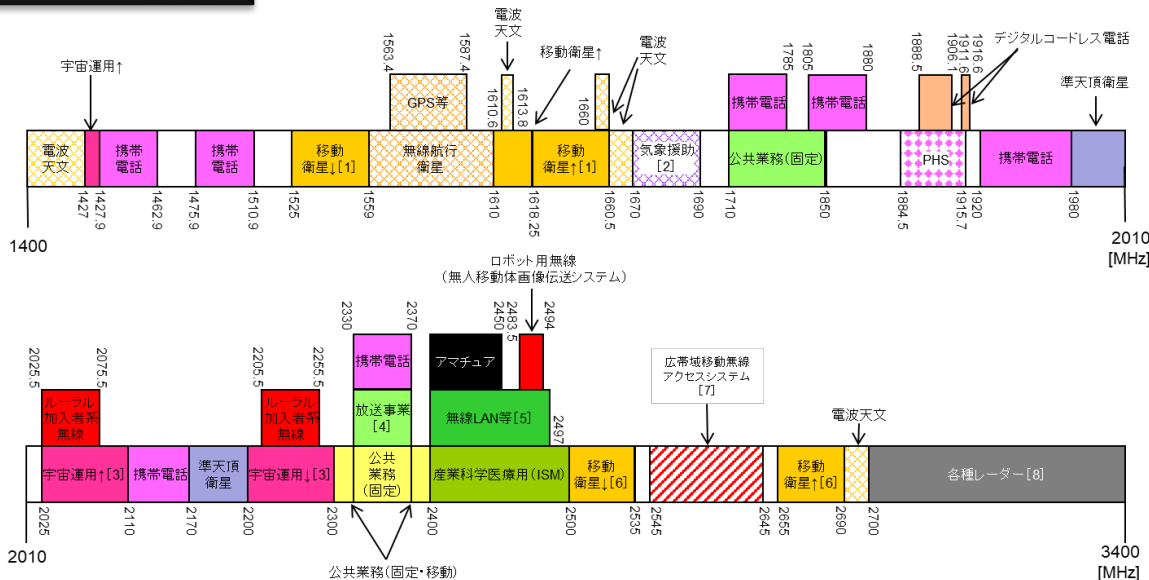 宇宙運用↑
1563.4
1587.4
電波
天文
移動衛星↑
電波
天文
1785
1805
1880
1888.5
1906.1
1911.6
1916.6
デジタルコードレス電話
準天頂衛星
GPS等
1610.6
1613.8
1660
携帯電話
携帯電話
電波
天文
携帯
電話
携帯
電話
移動
衛星↓[1]
無線航行
衛星
移動
衛星↑[1]
気象援助
[2]
公共業務(固定)
PHS
携帯電話
1400
1427
1427.9
1462.9
1475.9
1510.9
1525
1559
1610
1618.25
1660.5
1670
1690
1710
1850
1884.5
1915.7
1920
1980
2010
[MHz]
ロボット用無線
(無人移動体画像伝送システム)
2025.5
2075.5
2205.5
2255.5
2330
2370
2450
2483.5
2494
ルーラル
加入者系
無線
ルーラル
加入者系
無線
携帯電話
アマチュア
広帯域移動無線
アクセスシステム
[7]
放送事業
[4]
無線LAN等[5]
2497
電波天文
宇宙運用↑[3]
携帯電話
準天頂
衛星
宇宙運用↓[3]
公共
業務
(固定)
産業科学医療用(ISM)
移動
衛星↓[6]
移動
衛星↑[6]
各種レーダー[8]
2010
2025
2110
2170
2200
2300
2400
2500
2535
2545
2645
2655
2690
2700
3400
[MHz]
公共業務(固定・移動)